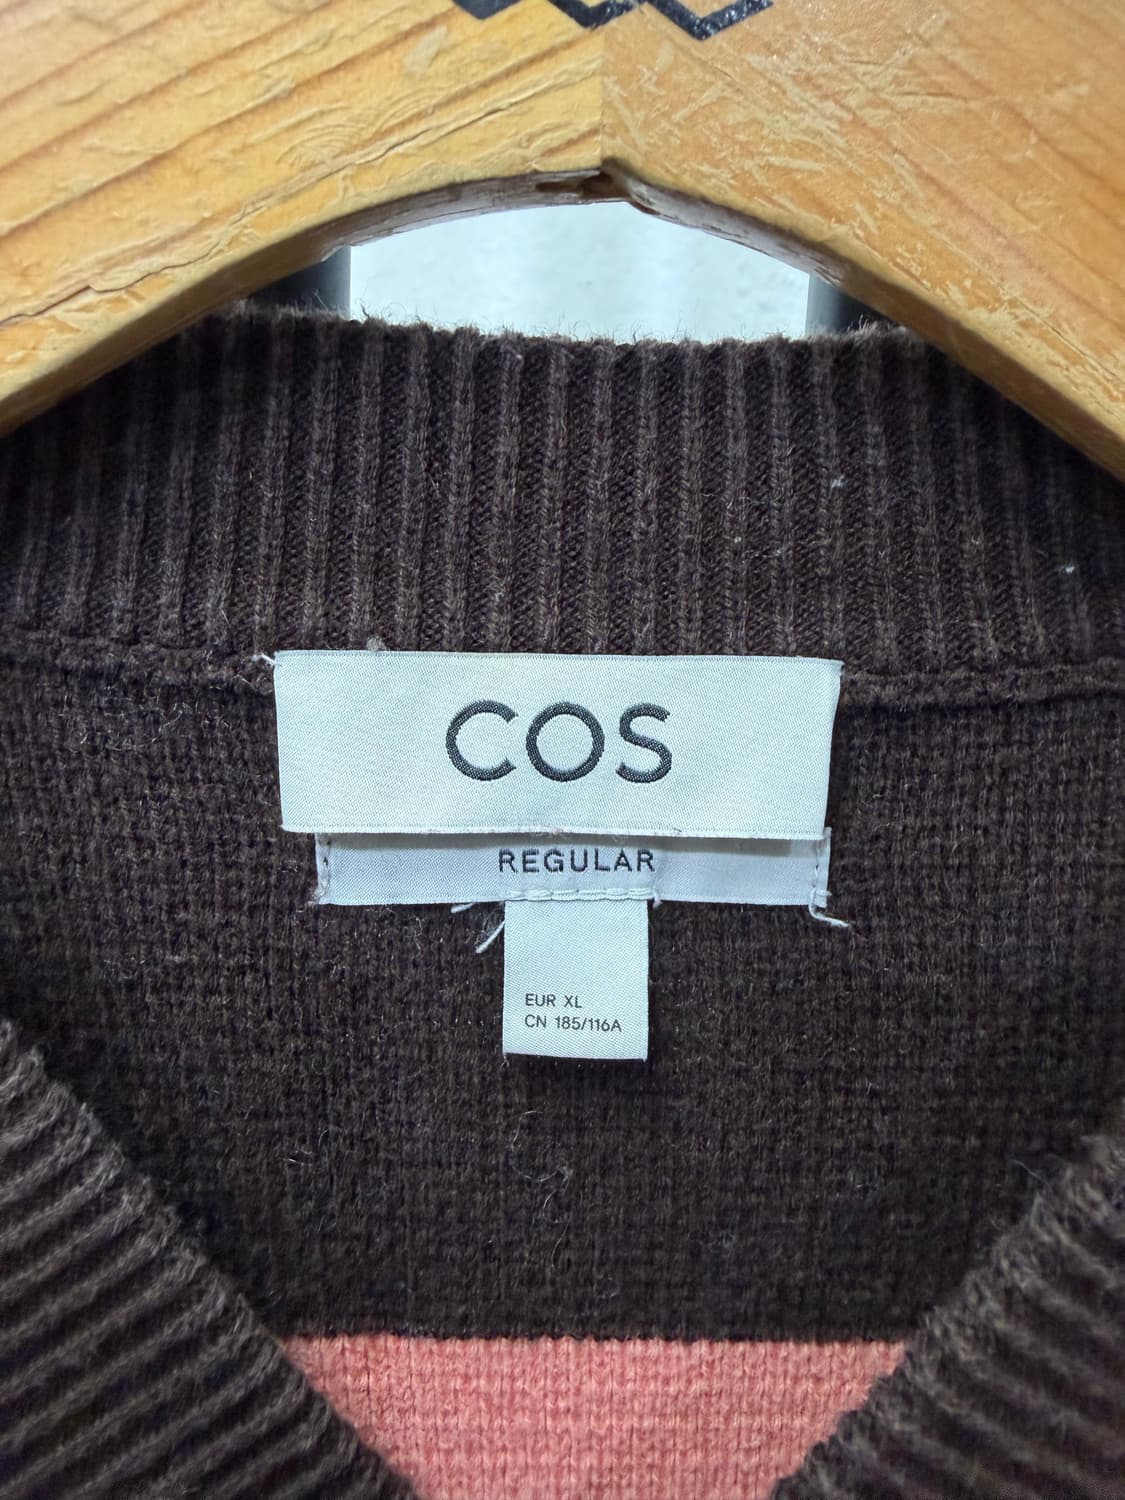 COS
REGULAR
EUR XL
CN 185/116A